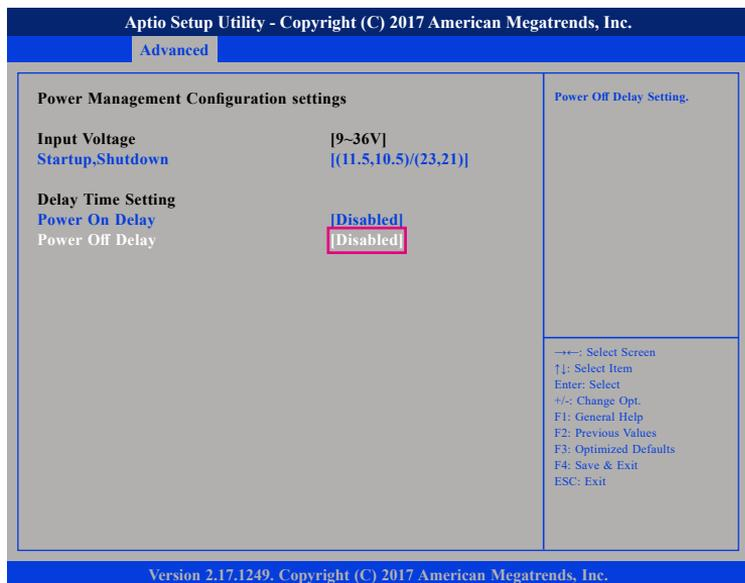 Aptio Setup Utility - Copyright (C) 2017 American Megatrends, Inc.
Advanced
Power Management Configuration settings
Input Voltage [9~36V]
Startup,Shutdown [(11.5,10.5)/(23,21)]
Delay Time Setting
Power On Delay [Disabled]
Power Off Delay [Disabled]
Power Off Delay Setting.
→←: Select Screen
↑↓: Select Item
Enter: Select
+/-: Change Opt.
F1: General Help
F2: Previous Values
F3: Optimized Defaults
F4: Save & Exit
ESC: Exit
Version 2.17.1249. Copyright (C) 2017 American Megatrends, Inc.